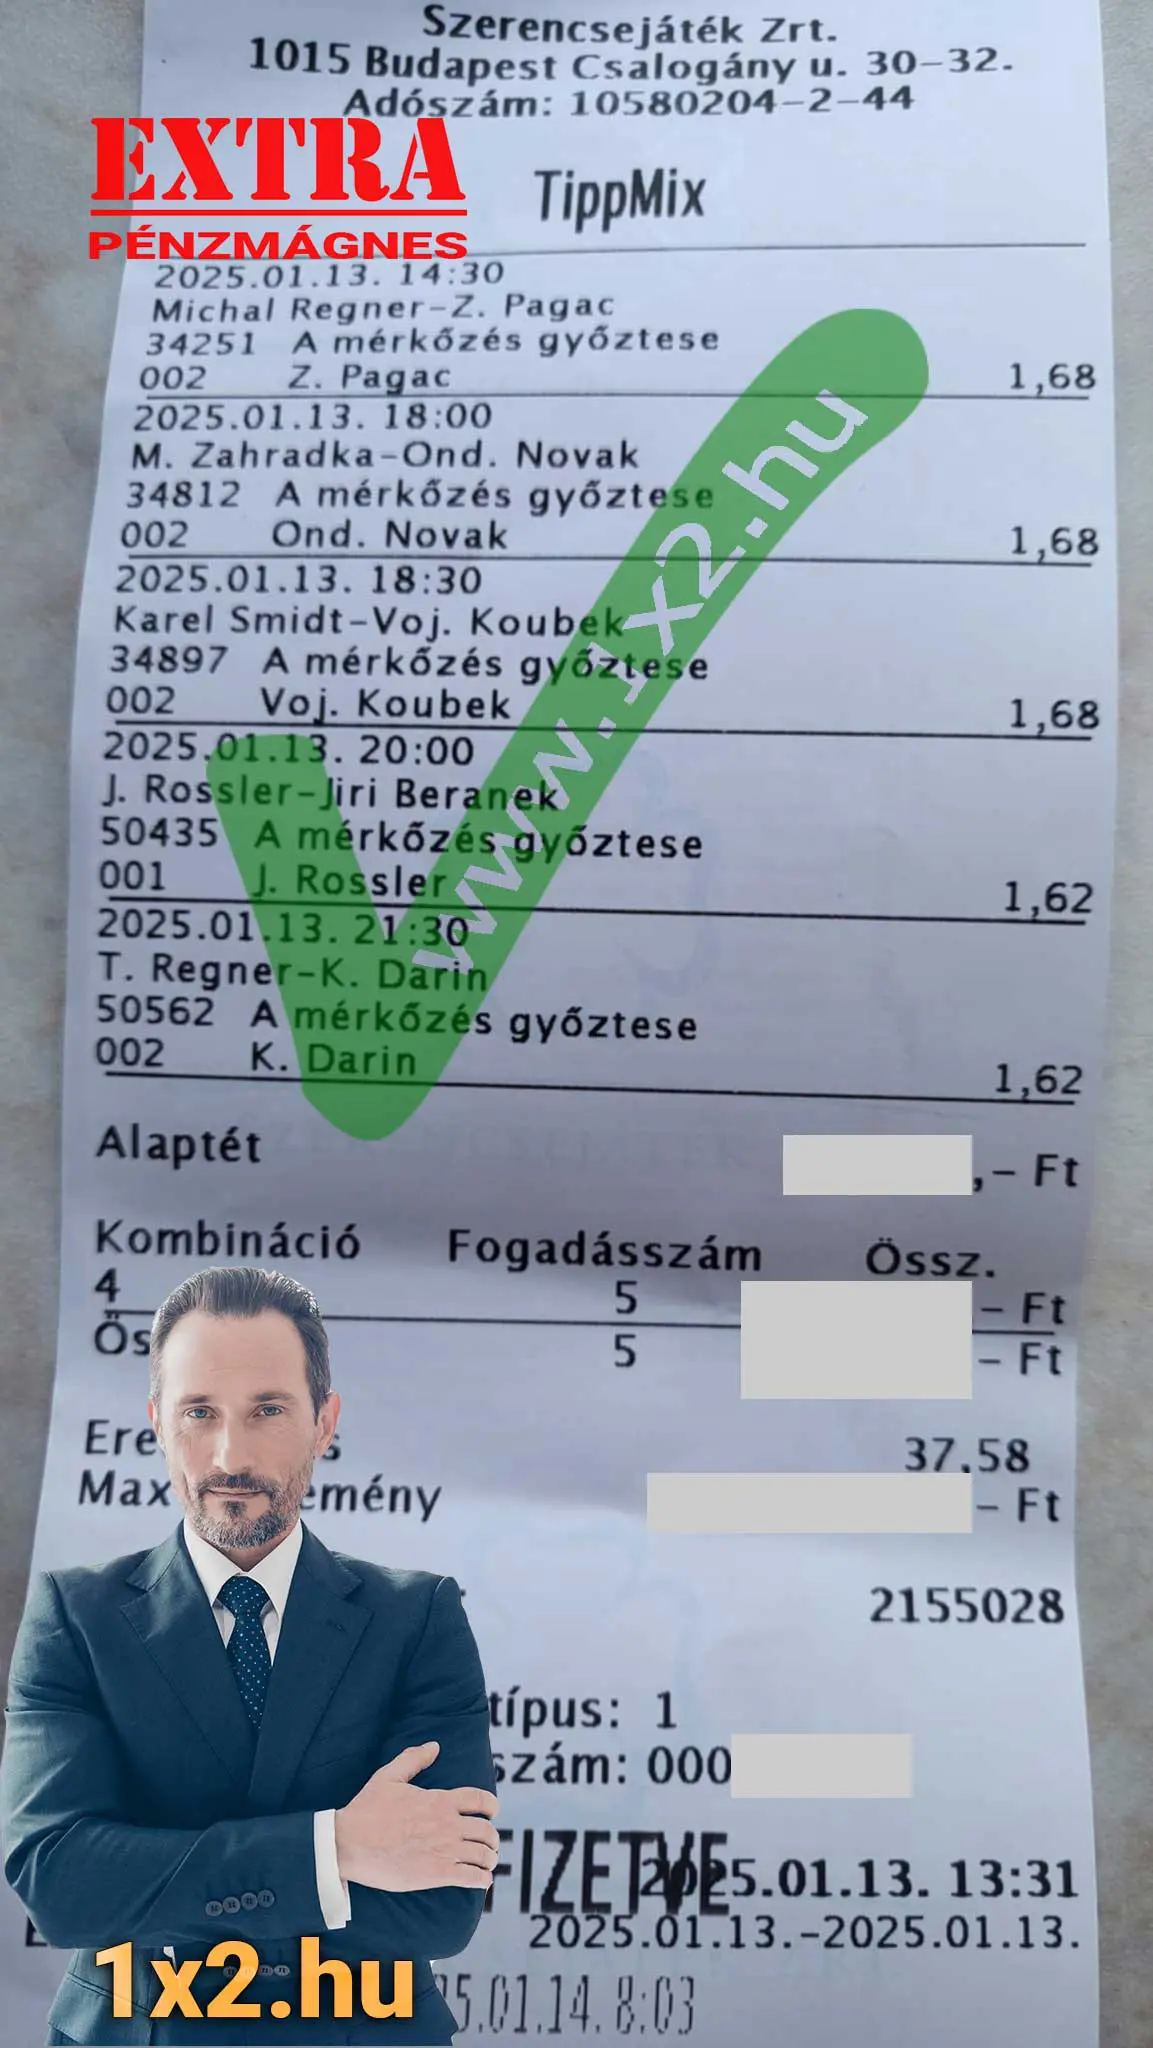 Szerencsejáték Zrt.
1015 Budapest Csalogány u. 30-32.
Adószám: 10580204-2-44
EXTRA
PÉNZMÁGNES
TippMix
2025.01.13. 14:30
Michal Regner-Z. Pagac
34251 A mérkőzés győztese
002 Z. Pagac 1,68
2025.01.13. 18:00
M. Zahradka-Ond. Novak
34812 A mérkőzés győztese
002 Ond. Novak 1,68
2025.01.13. 18:30
Karel Smidt-Voj. Koubek
34897 A mérkőzés győztese
002 Voj. Koubek 1,68
2025.01.13. 20:00
J. Rossler-Jiri Beranek
50435 A mérkőzés győztese
001 J. Rossler 1,62
2025.01.13. 21:30
T. Regner-K. Darin
50562 A mérkőzés győztese
002 K. Darin 1,62
www.1x2.hu
Alaptét ,- Ft
Kombináció Fogadásszám Össz.
4 5 - Ft
5 - Ft
37,58
- Ft
2155028
típus: 1
szám: 000
FIZETVE
2025.01.13. 13:31
2025.01.13.-2025.01.13.
1x2.hu
5.01.14. 8:03